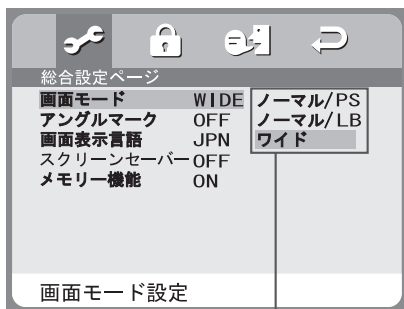 総合設定ページ
画面モード WIDE
アングルマーク OFF
画面表示言語 JPN
スクリーンセーバー OFF
メモリー機能 ON
ノーマル/PS
ノーマル/LB
ワイド
画面モード設定